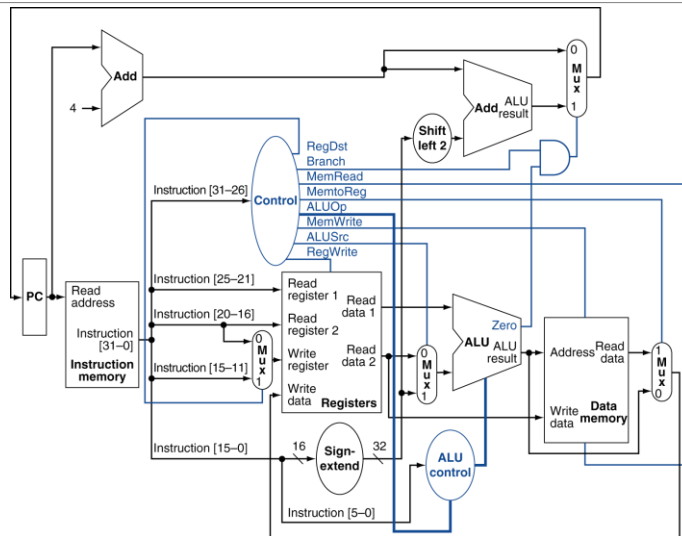 Add
4
Shift
left 2
Add
ALU
result
0
Mux
1
RegDst
Branch
MemRead
MemtoReg
ALUOp
MemWrite
ALUSrc
RegWrite
Control
Instruction [31–26]
Instruction [25–21]
Instruction [20–16]
Instruction [15–11]
Instruction [15–0]
Instruction [5–0]
PC
Read
address
Instruction
[31–0]
Instruction
memory
0
Mux
1
Read
register 1
Read
register 2
Write
register
Write
data
Read
data 1
Read
data 2
Registers
16
Sign-
extend
32
0
Mux
1
Zero
ALU
ALU
result
ALU
control
Address
Read
data
Write
data
Data
memory
1
Mux
0